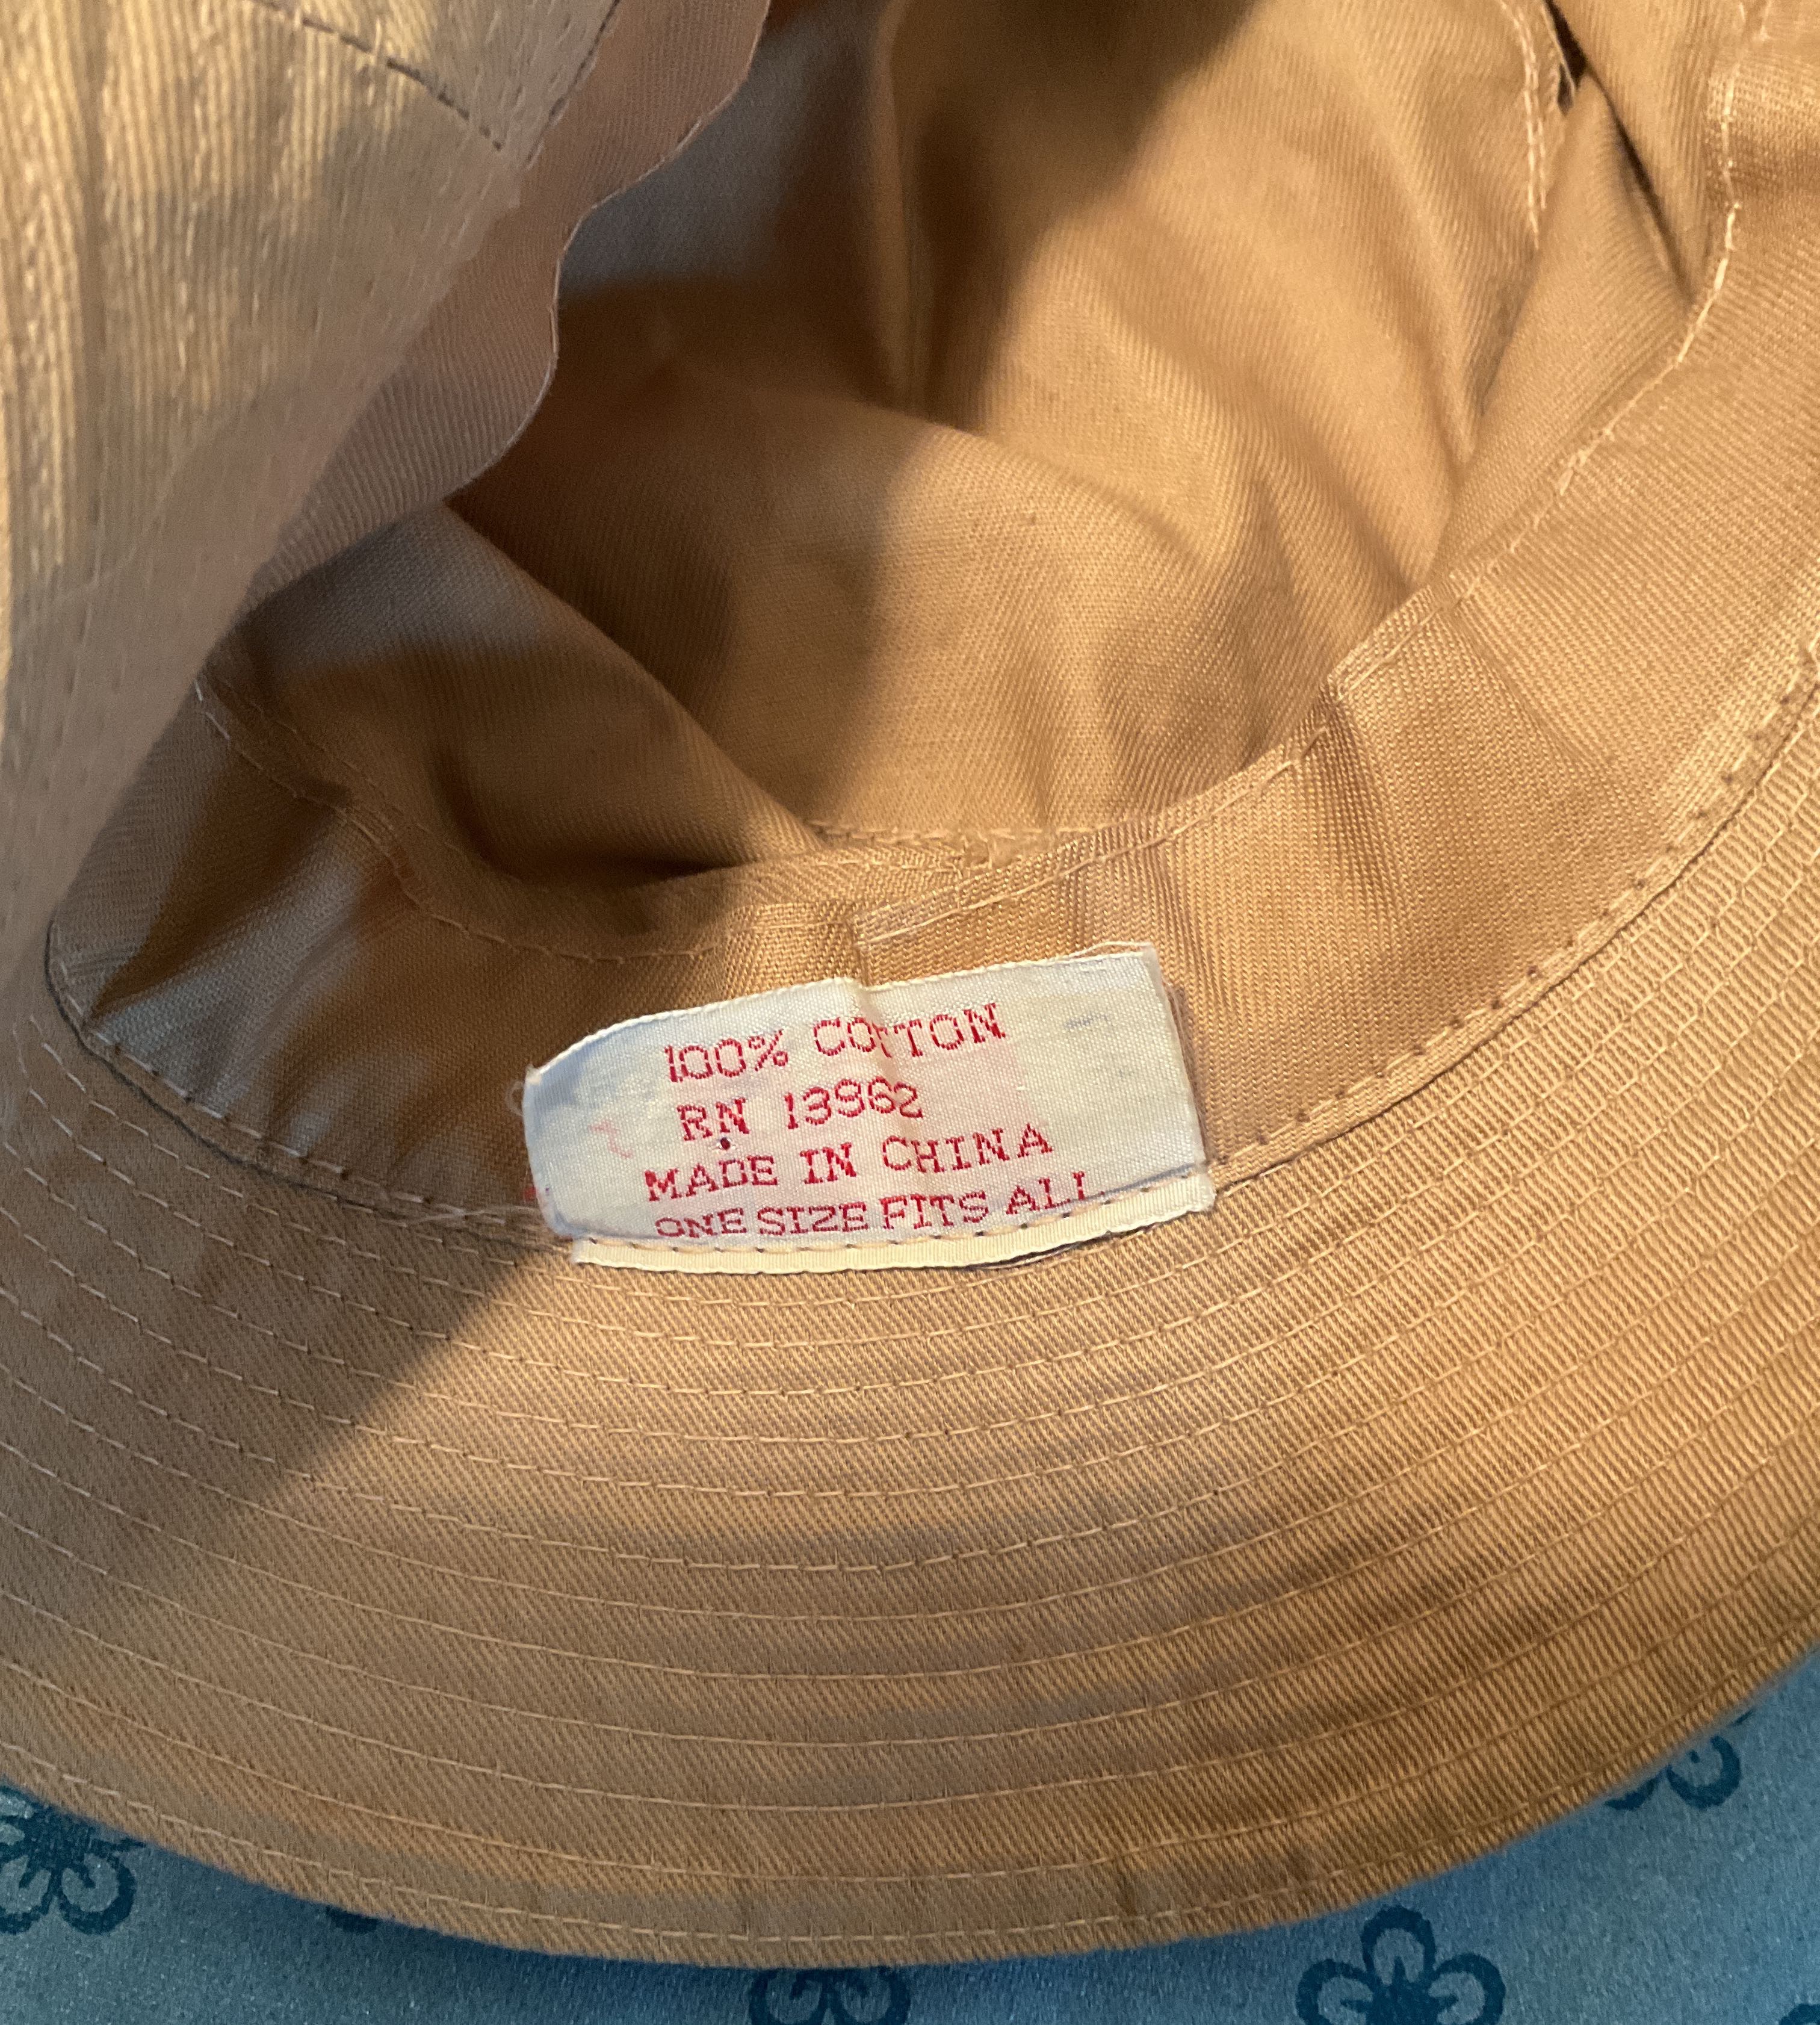 100% COTTON
RN 13962
MADE IN CHINA
ONE SIZE FITS ALL